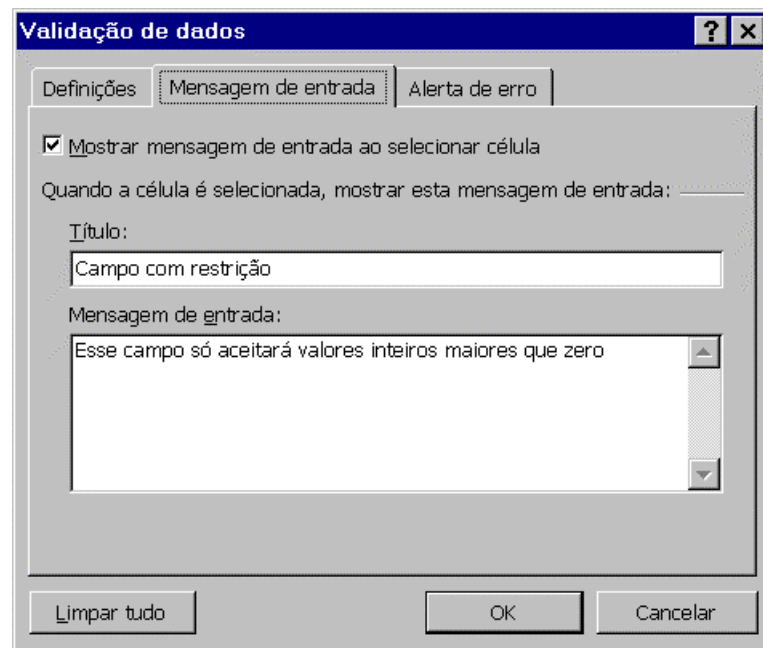 Validação de dados
Definições
Mensagem de entrada
Alerta de erro
Mostrar mensagem de entrada ao selecionar célula
Quando a célula é selecionada, mostrar esta mensagem de entrada:
Título:
Campo com restrição
Mensagem de entrada:
Esse campo só aceitará valores inteiros maiores que zero
Limpar tudo
OK
Cancelar